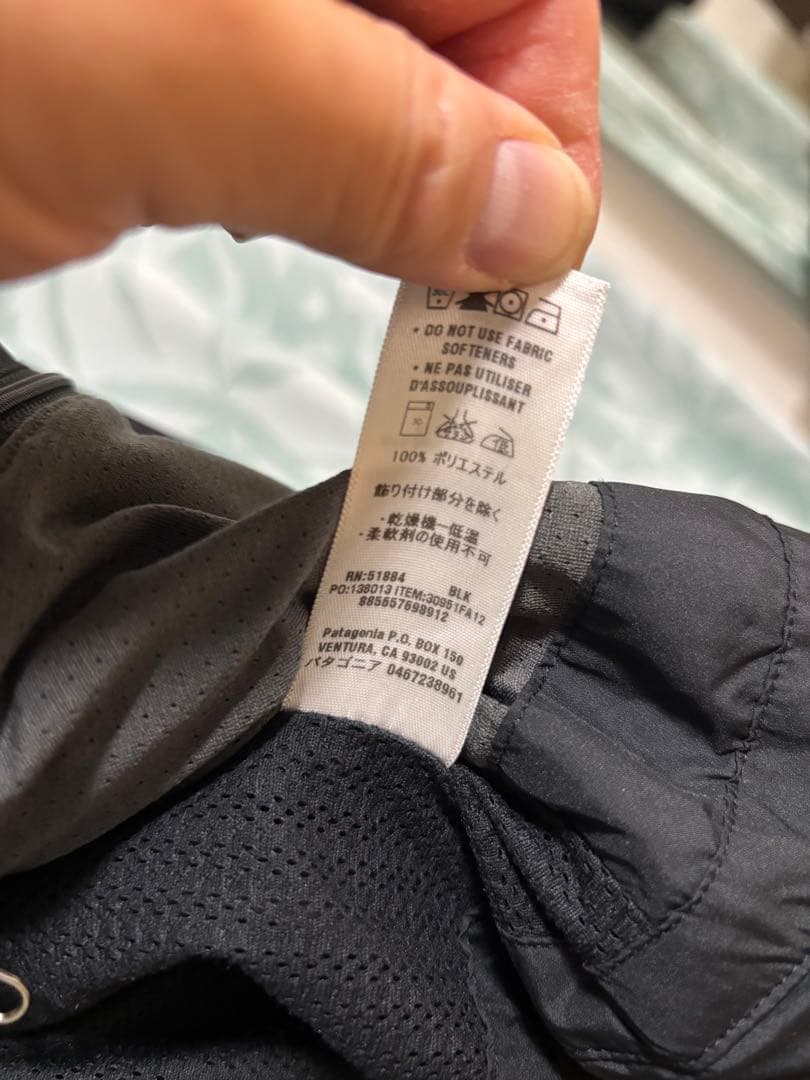 • DO NOT USE FABRIC
SOFTENERS
• NE PAS UTILISER
D'ASSOUPLISSANT
低
100% ポリエステル
飾り付け部分を除く
・乾燥機ー低温
・柔軟剤の使用不可
RN:51884 BLK
PO:138013 ITEM:30951FA12
885557698912
Patagonia P.O. BOX 150
VENTURA, CA 93002 US
パタゴニア 0467238961